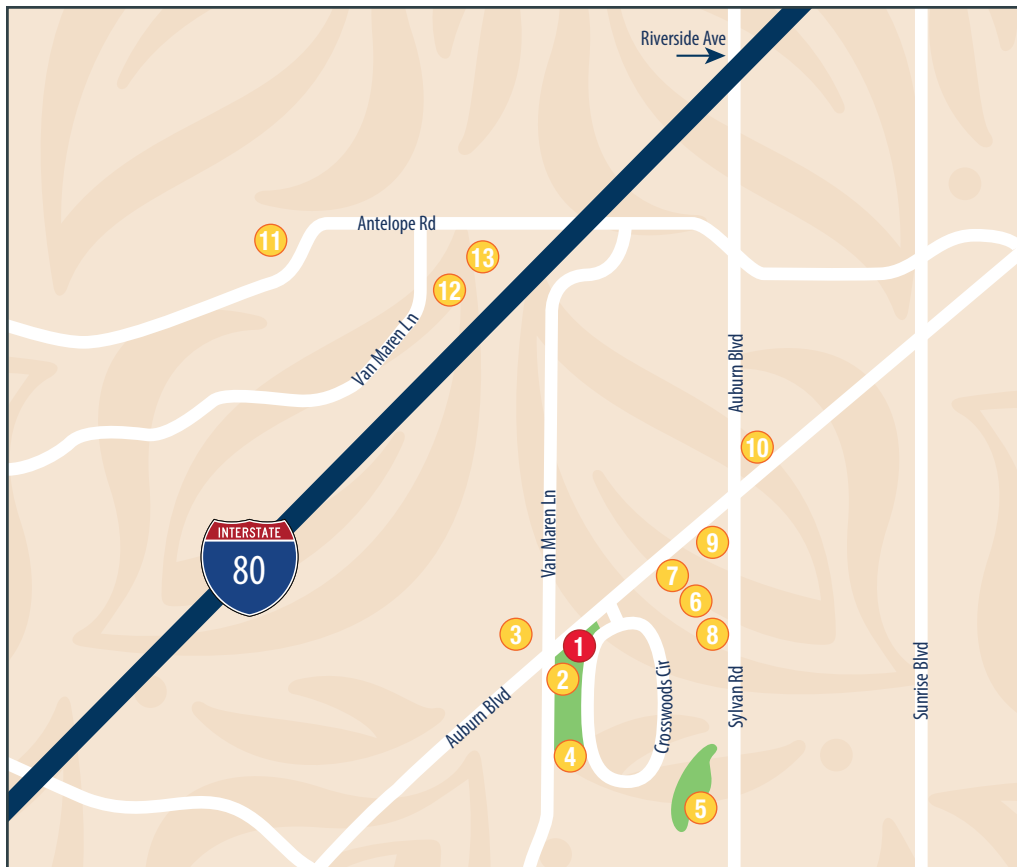 Riverside Ave
Antelope Rd
11
13
12
Van Maren Ln
Auburn Blvd
10
INTERSTATE
80
Van Maren Ln
9
7
6
3
1
8
2
Auburn Blvd
Crosswoods Cir
Sylvan Rd
Sunrise Blvd
4
5